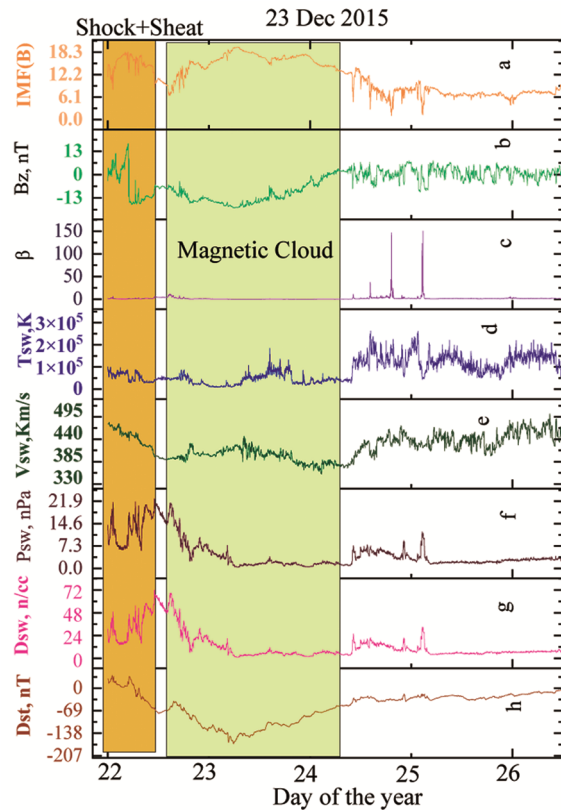 23 Dec 2015
Shock+Sheat
IMF(B)
18.3
12.2
6.1
0.0
a
Bz, nT
13
0
-13
b
β
150
100
50
0
Magnetic Cloud
c
Tsw,K
3×10⁵
2×10⁵
1×10⁵
0
d
Vsw,Km/s
495
440
385
330
e
Psw, nPa
21.9
14.6
7.3
0.0
f
Dsw, n/cc
72
48
24
0
g
Dst, nT
0
-69
-138
-207
h
22 23 24 25 26
Day of the year